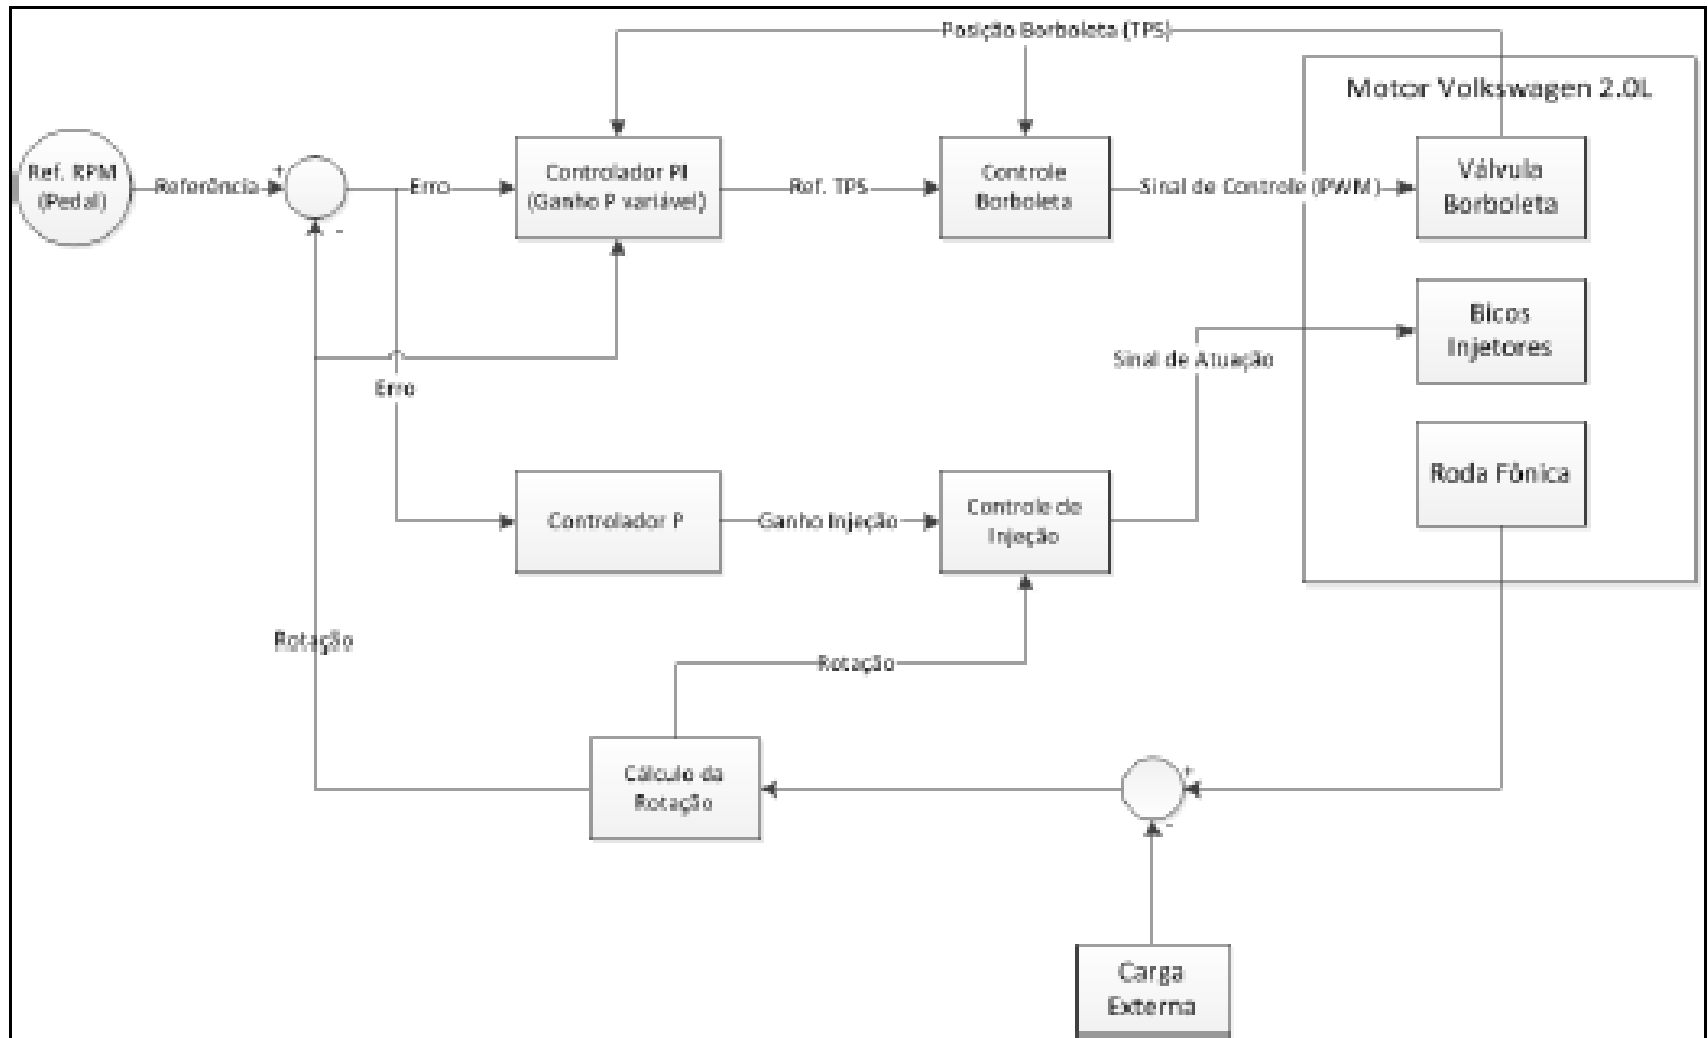 Posição Borboleta (TPS)
Motor Volkswagen 2.0L
Ref. RPM
(Pedal)
Referência
+
-
Erro
Controlador PI
(Ganho P variável)
Ref. TPS
Controle
Borboleta
Sinal de Controle (PWM)
Válvula
Borboleta
Bicos
Injetores
Sinal de Atuação
Erro
Roda Fônica
Controlador P
Ganho Injeção
Controle de
Injeção
Rotação
Rotação
Cálculo da
Rotação
+
-
Carga
Externa